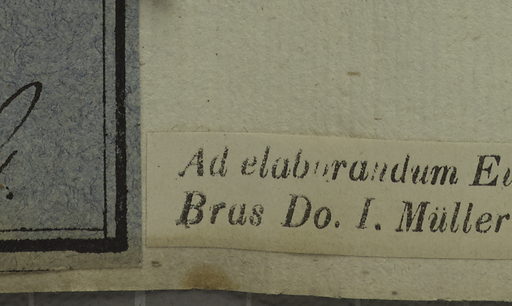 Ad elaborandum
Bras Do. I. Müller